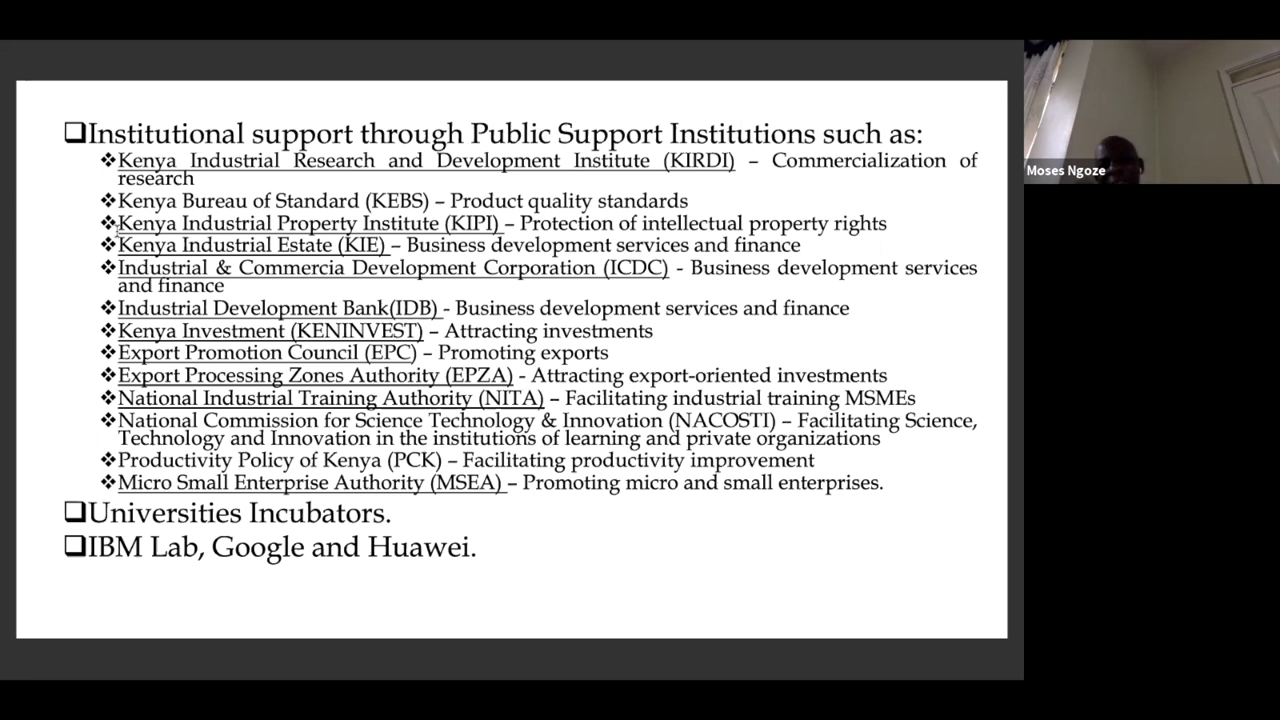 ❑Institutional support through Public Support Institutions such as:
❖Kenya Industrial Research and Development Institute (KIRDI) – Commercialization of
research
❖Kenya Bureau of Standard (KEBS) – Product quality standards
❖Kenya Industrial Property Institute (KIPI) – Protection of intellectual property rights
❖Kenya Industrial Estate (KIE) – Business development services and finance
❖Industrial & Commercia Development Corporation (ICDC) - Business development services
and finance
❖Industrial Development Bank(IDB) - Business development services and finance
❖Kenya Investment (KENINVEST) – Attracting investments
❖Export Promotion Council (EPC) – Promoting exports
❖Export Processing Zones Authority (EPZA) - Attracting export-oriented investments
❖National Industrial Training Authority (NITA) – Facilitating industrial training MSMEs
❖National Commission for Science Technology & Innovation (NACOSTI) – Facilitating Science,
Technology and Innovation in the institutions of learning and private organizations
❖Productivity Policy of Kenya (PCK) – Facilitating productivity improvement
❖Micro Small Enterprise Authority (MSEA) – Promoting micro and small enterprises.
❑Universities Incubators.
❑IBM Lab, Google and Huawei.
Moses Ngoze